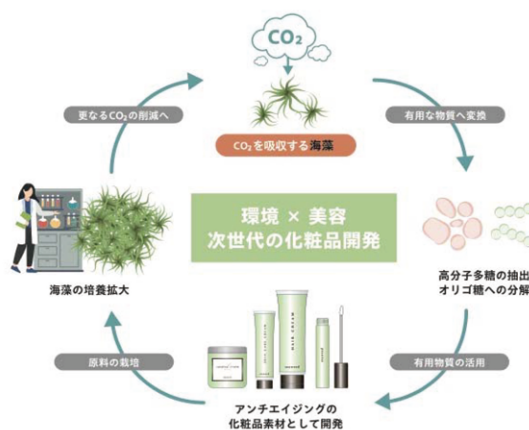 CO₂
更なるCO₂の削減へ
有用な物質へ変換
CO₂を吸収する海藻
環境 × 美容
次世代の化粧品開発
海藻の培養拡大
高分子多糖の抽出
オリゴ糖への分解
HAIR CREAM
原料の栽培
有用物質の活用
アンチエイジングの
化粧品素材として開発